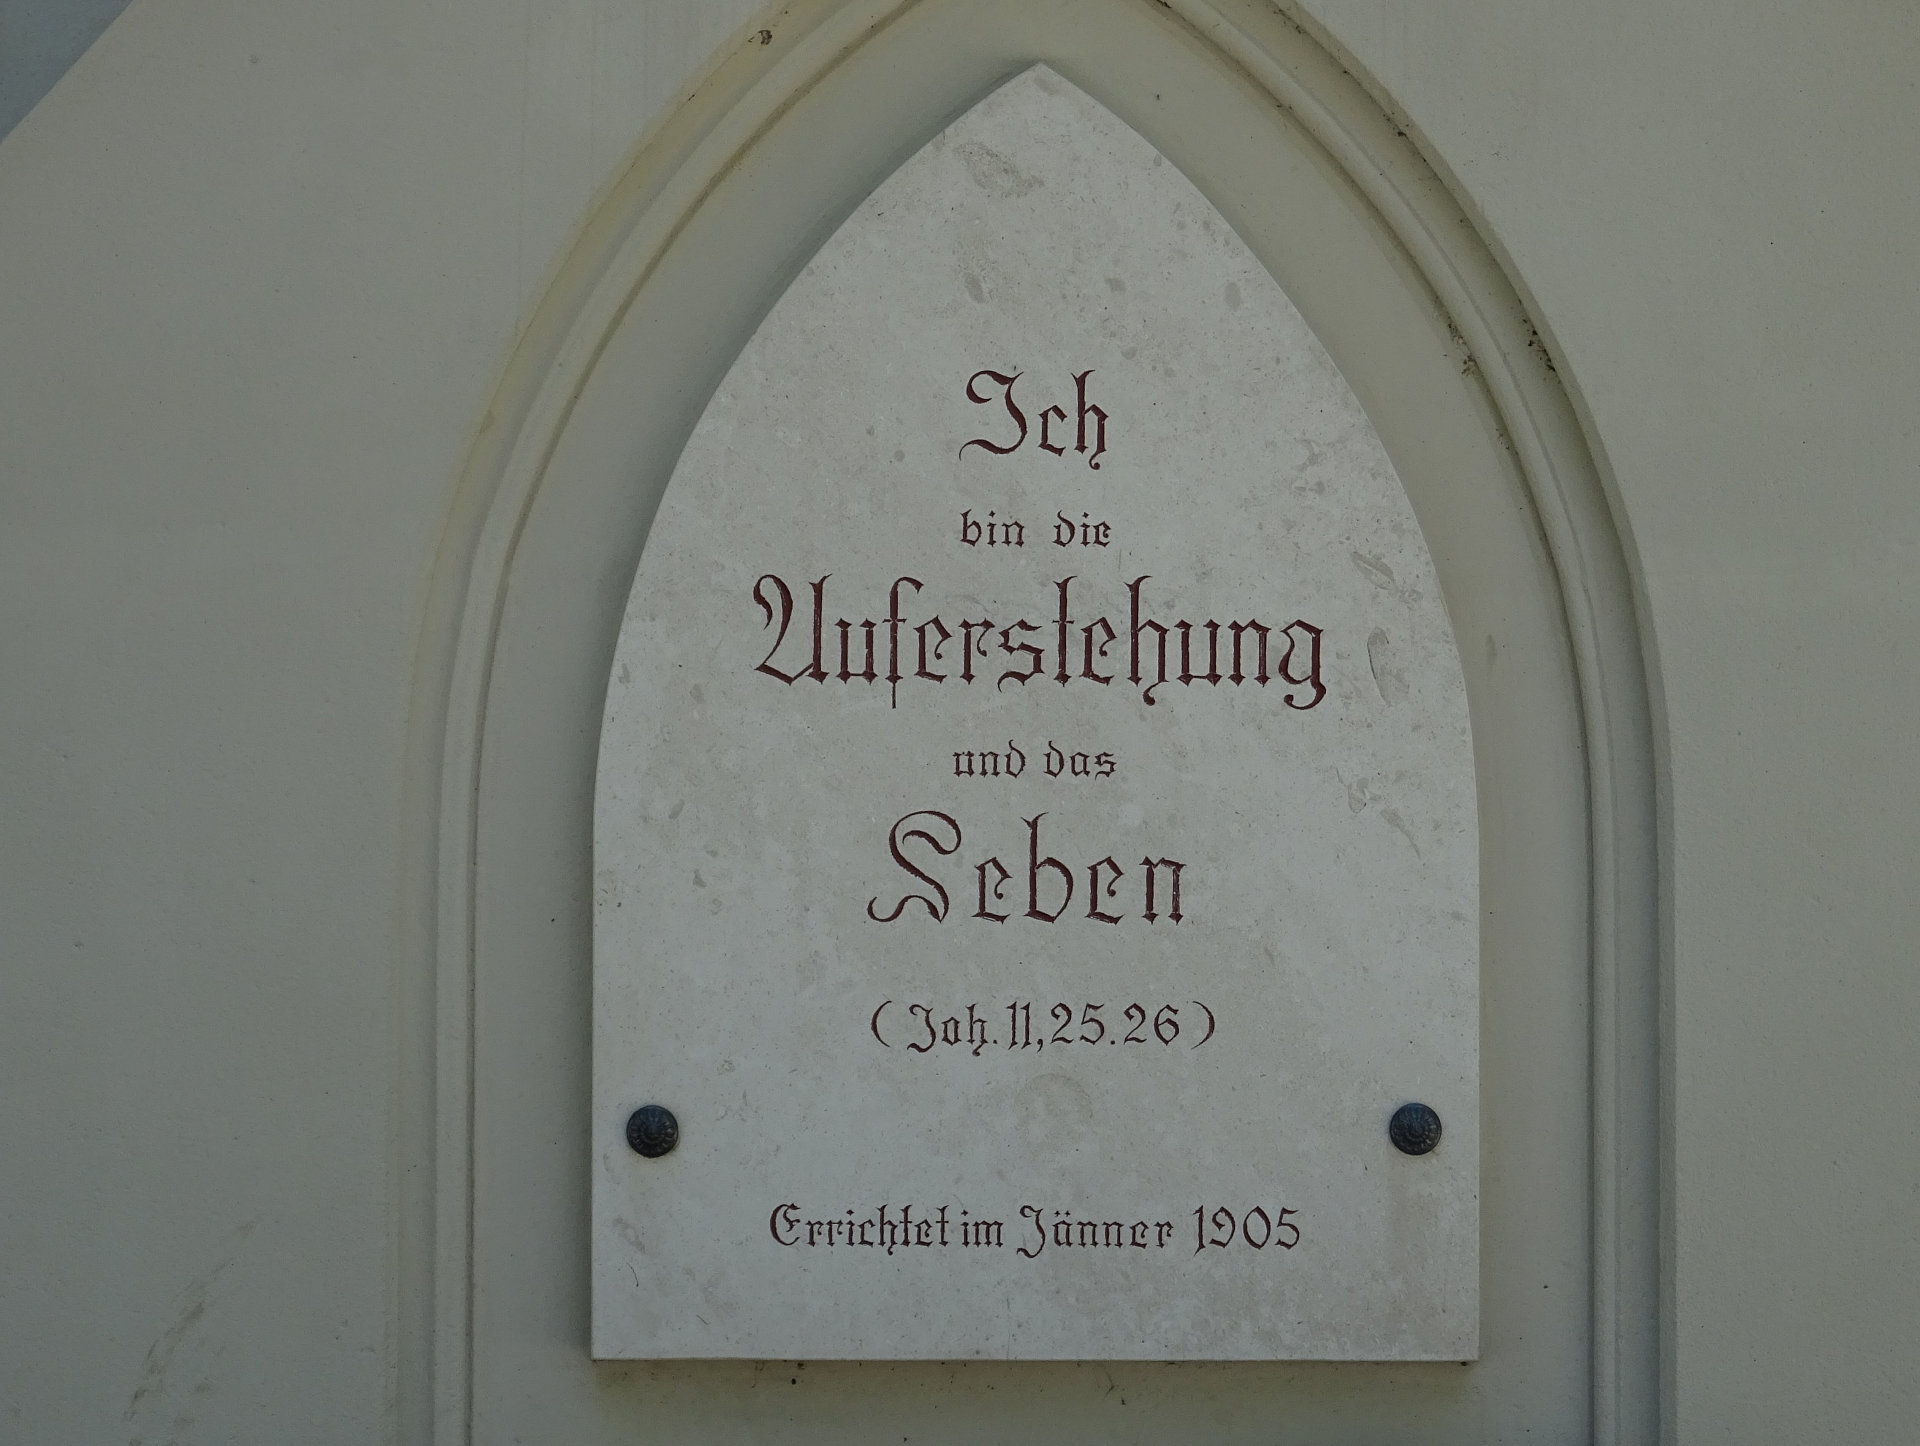 Ich
bin die
Auferstehung
und das
Leben
(Joh. 11,25.26)
Errichtet im Jänner 1905